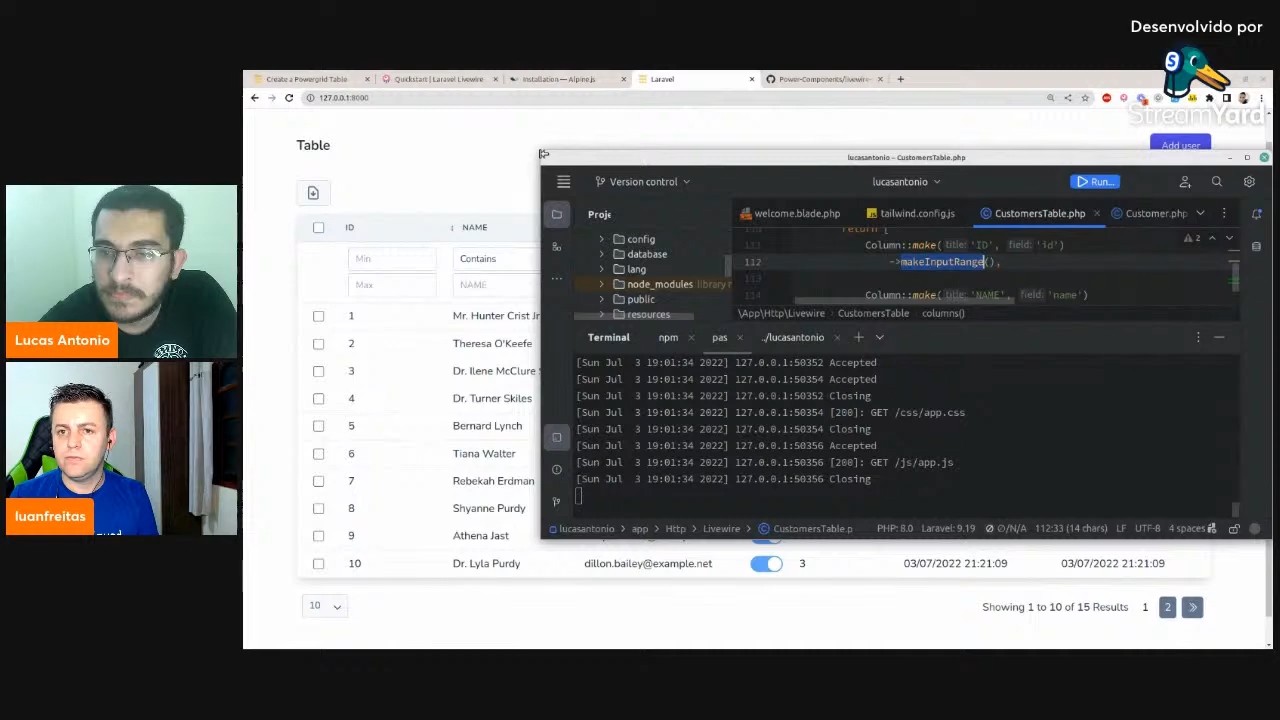 Desenvolvido por
StreamYard
Create a Powergrid Table
Quickstart | Laravel Livewire
Installation — Alpine.js
Laravel
Power-Components/livewire-
127.0.0.1:8000
Table
Add user
ID
NAME
Min
Max
Contains
NAME
1
Mr. Hunter Crist Jr
2
Theresa O'Keefe
3
Dr. Ilene McClure S
4
Dr. Turner Skiles
5
Bernard Lynch
6
Tiana Walter
7
Rebekah Erdman
8
Shyanne Purdy
9
Athena Jast
10
Dr. Lyla Purdy
dillon.bailey@example.net
3
03/07/2022 21:21:09
03/07/2022 21:21:09
10
Showing 1 to 10 of 15 Results
1
2
lucasantonio – CustomersTable.php
Version control
lucasantonio
Run...
Proje
welcome.blade.php
tailwind.config.js
CustomersTable.php
Customer.php
config
database
lang
node_modules library r
public
resources
return [
111
Column::make( title: 'ID', field: 'id')
2
112
->makeInputRange(),
113
114
Column::make( title: 'NAME', field: 'name')
\App\Http\Livewire
CustomersTable
columns()
Terminal
npm
pas
../lucasantonio
[Sun Jul 3 19:01:34 2022] 127.0.0.1:50352 Accepted
[Sun Jul 3 19:01:34 2022] 127.0.0.1:50354 Accepted
[Sun Jul 3 19:01:34 2022] 127.0.0.1:50352 Closing
[Sun Jul 3 19:01:34 2022] 127.0.0.1:50354 [200]: GET /css/app.css
[Sun Jul 3 19:01:34 2022] 127.0.0.1:50354 Closing
[Sun Jul 3 19:01:34 2022] 127.0.0.1:50356 Accepted
[Sun Jul 3 19:01:34 2022] 127.0.0.1:50356 [200]: GET /js/app.js
[Sun Jul 3 19:01:34 2022] 127.0.0.1:50356 Closing
lucasantonio
app
Http
Livewire
CustomersTable.p
PHP: 8.0
Laravel: 9.19
N/A
112:33 (14 chars)
LF
UTF-8
4 spaces
Lucas Antonio
luanfreitas